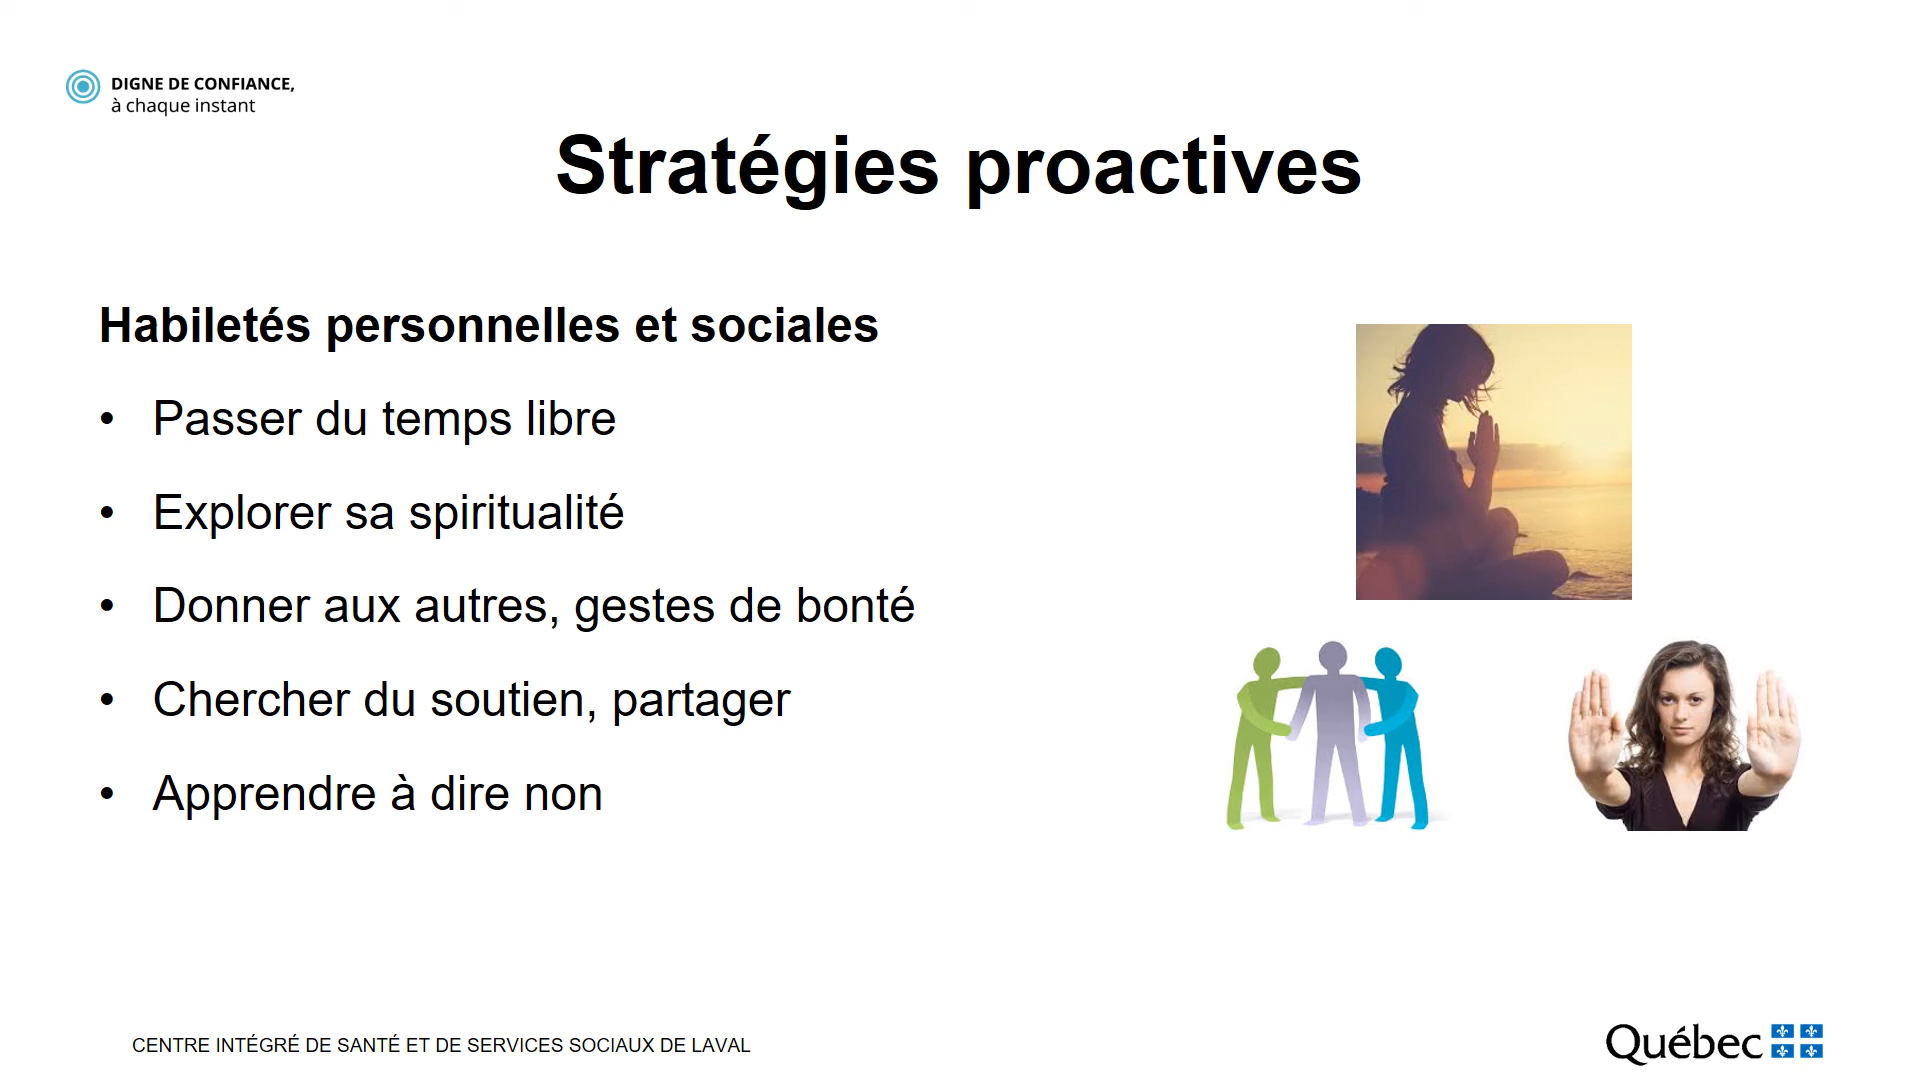 DIGNE DE CONFIANCE,
à chaque instant
Stratégies proactives
Habiletés personnelles et sociales
• Passer du temps libre
• Explorer sa spiritualité
• Donner aux autres, gestes de bonté
• Chercher du soutien, partager
• Apprendre à dire non
CENTRE INTÉGRÉ DE SANTÉ ET DE SERVICES SOCIAUX DE LAVAL
Québec